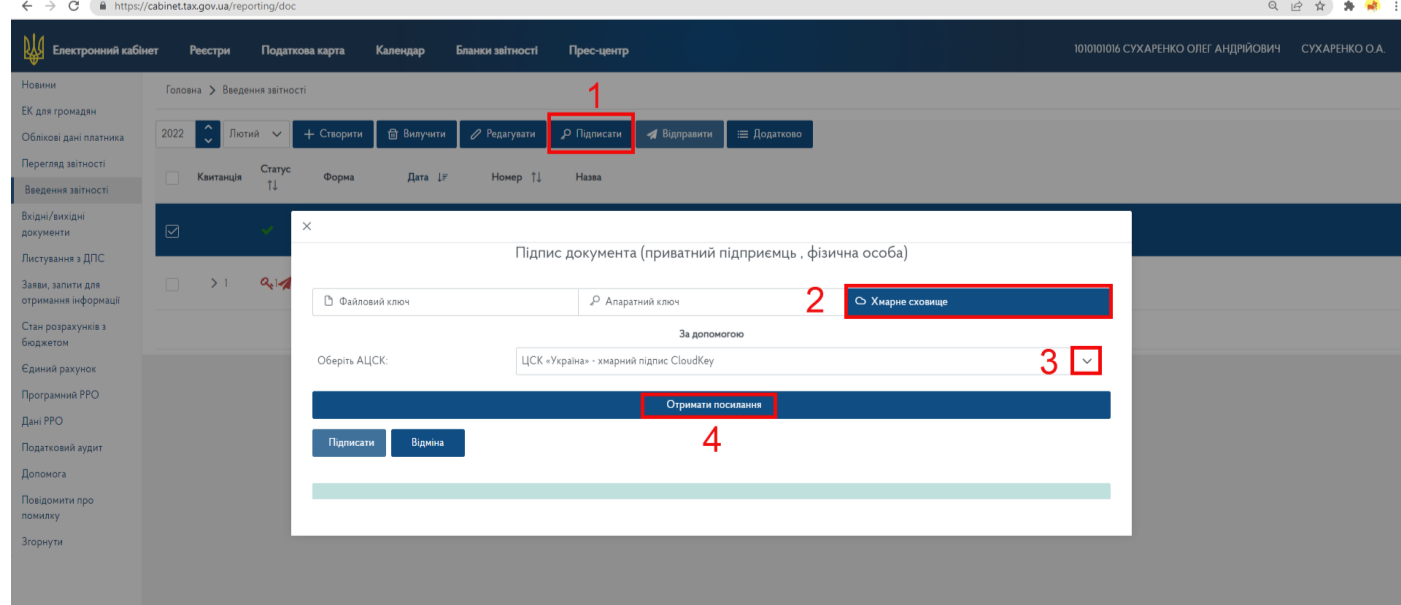 https://cabinet.tax.gov.ua/reporting/doc
Електронний кабінет Реєстри Податкова карта Календар Бланки звітності Прес-центр 1010101016 СУХАРЕНКО ОЛЕГ АНДРІЙОВИЧ СУХАРЕНКО О.А.
Новини
ЕК для громадян
Облікові дані платника
Перегляд звітності
Введення звітності
Вхідні/вихідні
документи
Листування з ДПС
Заяви, запити для
отримання інформації
Стан розрахунків з
бюджетом
Єдиний рахунок
Програмний РРО
Дані РРО
Податковий аудит
Допомога
Повідомити про
помилку
Згорнути
Головна > Введення звітності
1
2022 Лютий + Створити Вилучити Редагувати Підписати Відправити Додатково
Квитанція Статус Форма Дата Номер Назва
> 1
Підпис документа (приватний підприємць , фізична особа)
Файловий ключ Апаратний ключ 2 Хмарне сховище
За допомогою
Оберіть АЦСК: ЦСК «Україна» - хмарний підпис CloudKey 3
Отримати посилання
Підписати Відміна 4